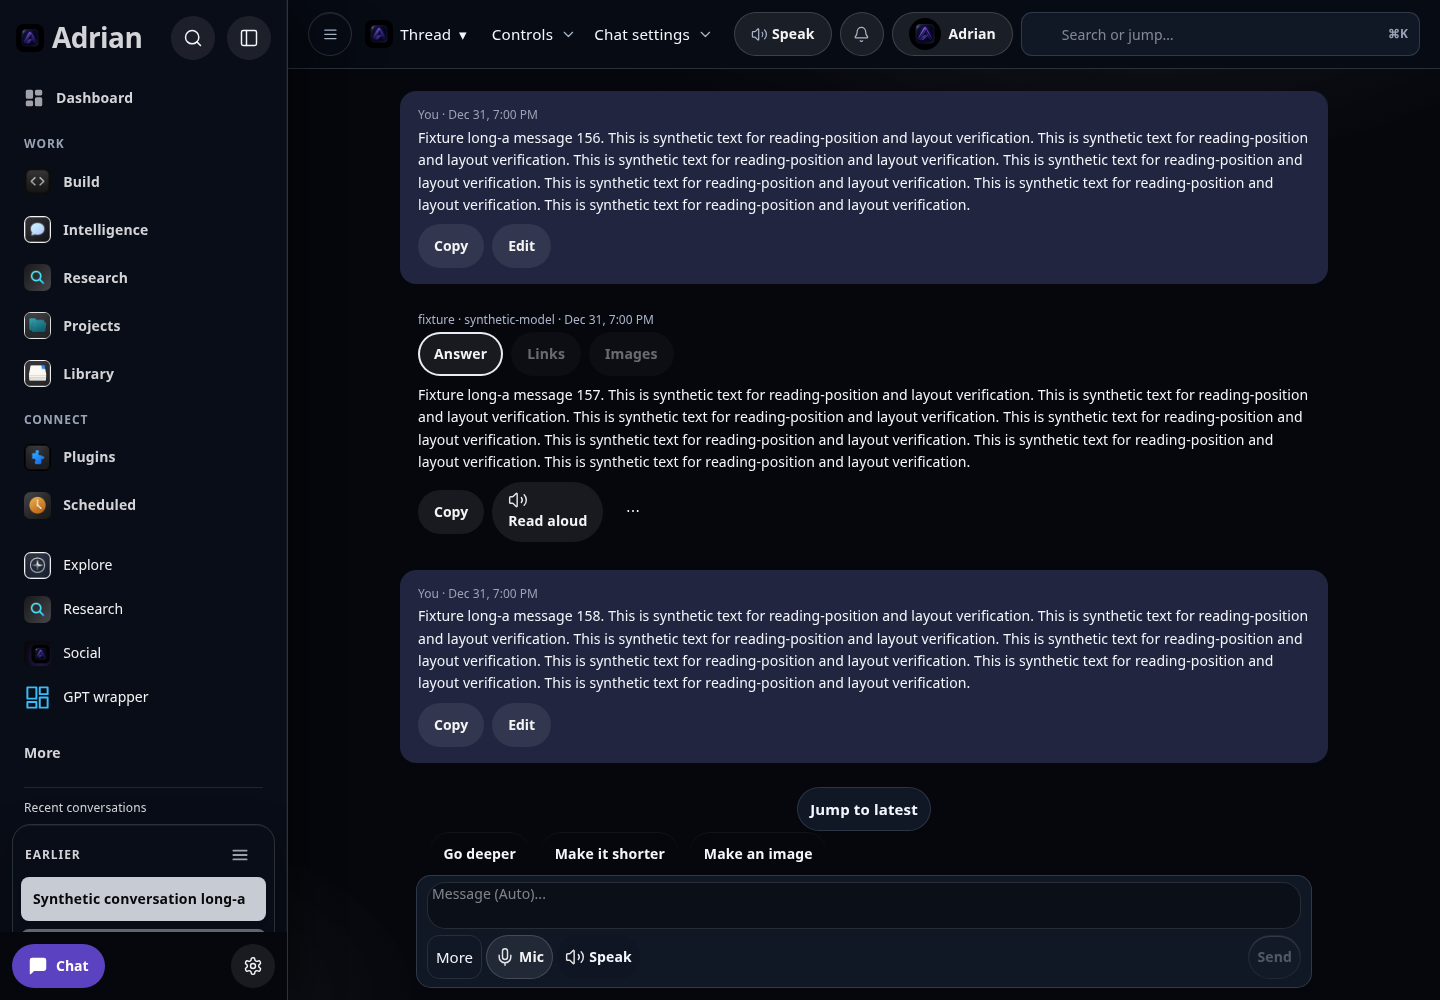 Adrian
Dashboard
WORK
Build
Intelligence
Research
Projects
Library
CONNECT
Plugins
Scheduled
Explore
Research
Social
GPT wrapper
More
Recent conversations
EARLIER
Synthetic conversation long-a
Chat
Thread ▾
Controls
Chat settings
Speak
Adrian
Search or jump…
⌘K
You · Dec 31, 7:00 PM
Fixture long-a message 156. This is synthetic text for reading-position and layout verification. This is synthetic text for reading-position
and layout verification. This is synthetic text for reading-position and layout verification. This is synthetic text for reading-position and
layout verification. This is synthetic text for reading-position and layout verification. This is synthetic text for reading-position and
layout verification. This is synthetic text for reading-position and layout verification.
Copy
Edit
fixture · synthetic-model · Dec 31, 7:00 PM
Answer
Links
Images
Fixture long-a message 157. This is synthetic text for reading-position and layout verification. This is synthetic text for reading-position
and layout verification. This is synthetic text for reading-position and layout verification. This is synthetic text for reading-position and
layout verification. This is synthetic text for reading-position and layout verification. This is synthetic text for reading-position and
layout verification. This is synthetic text for reading-position and layout verification.
Copy
Read aloud
…
You · Dec 31, 7:00 PM
Fixture long-a message 158. This is synthetic text for reading-position and layout verification. This is synthetic text for reading-position
and layout verification. This is synthetic text for reading-position and layout verification. This is synthetic text for reading-position and
layout verification. This is synthetic text for reading-position and layout verification. This is synthetic text for reading-position and
layout verification. This is synthetic text for reading-position and layout verification.
Copy
Edit
Jump to latest
Go deeper
Make it shorter
Make an image
Message (Auto)...
More
Mic
Speak
Send